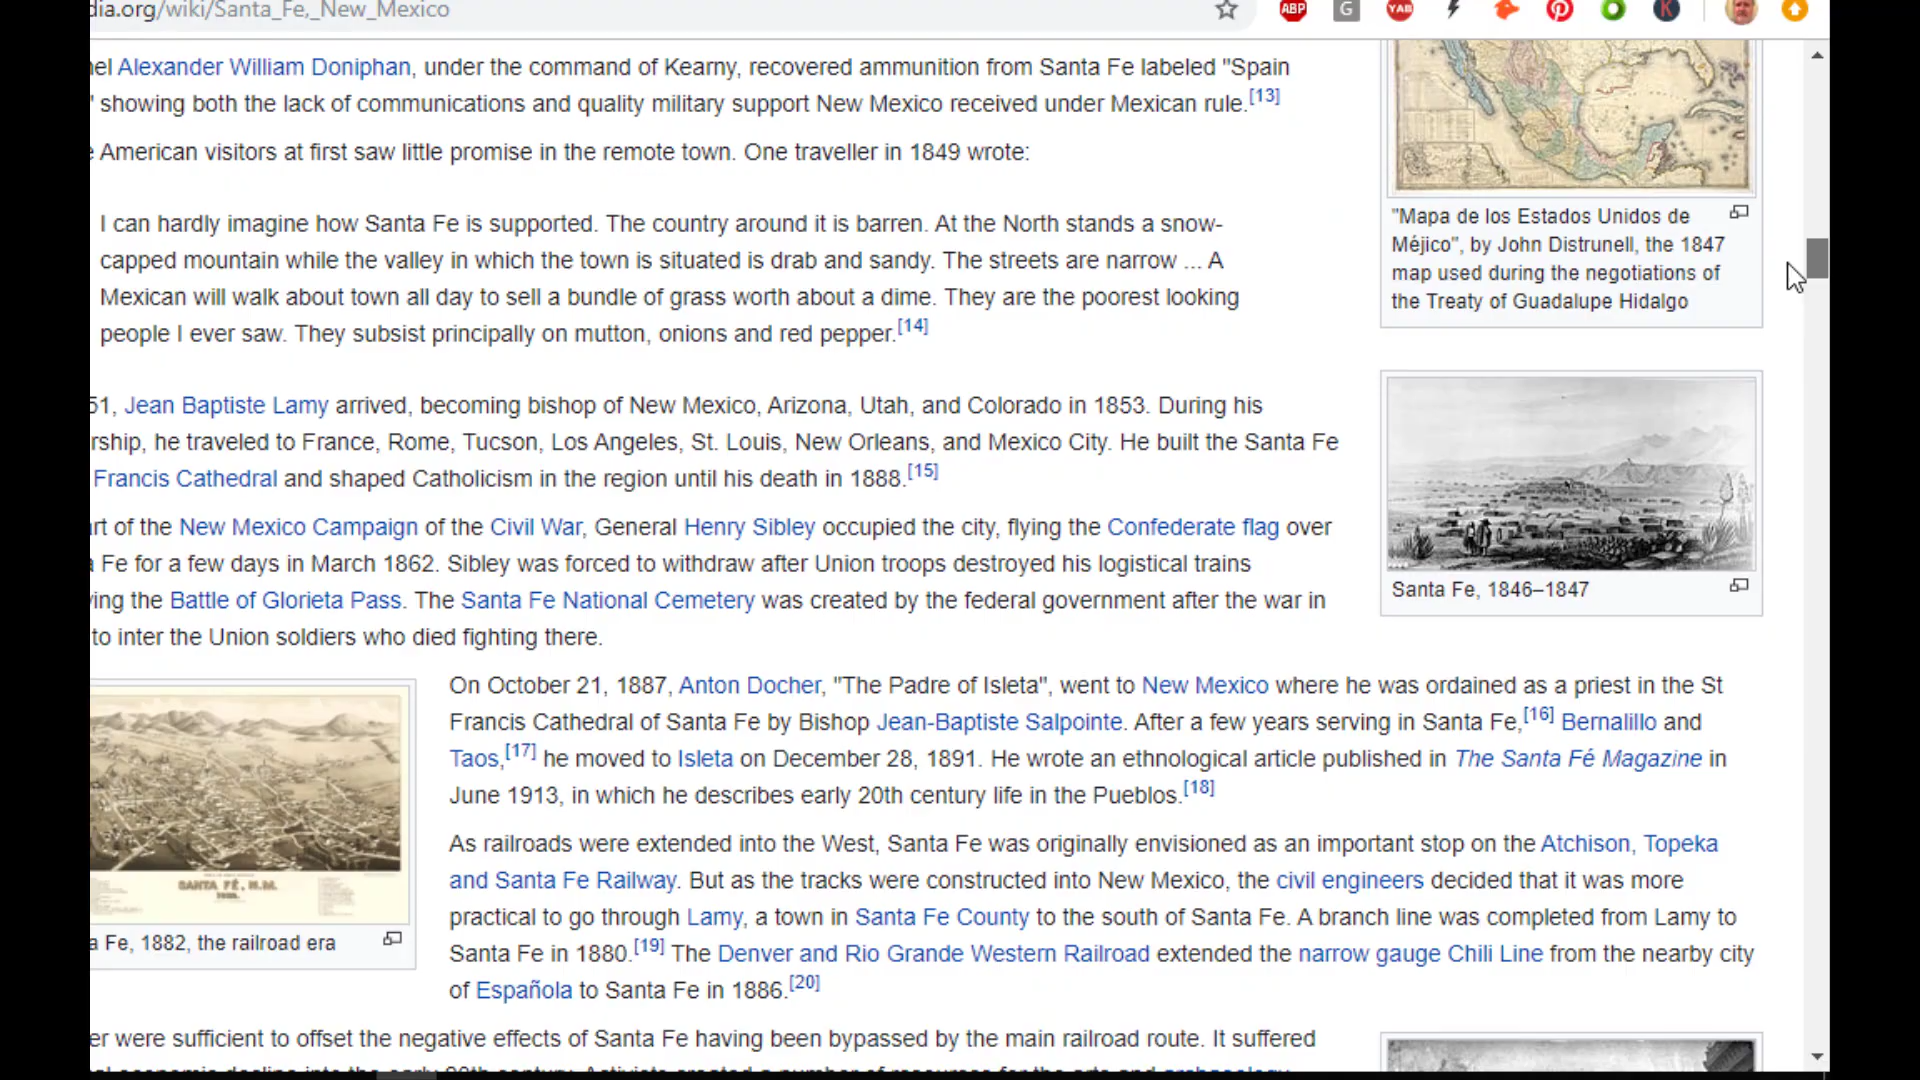 dia.org/wiki/Santa_Fe,_New_Mexico
ABP
G
YAB
K
nel Alexander William Doniphan, under the command of Kearny, recovered ammunition from Santa Fe labeled "Spain
" showing both the lack of communications and quality military support New Mexico received under Mexican rule.[13]
e American visitors at first saw little promise in the remote town. One traveller in 1849 wrote:
I can hardly imagine how Santa Fe is supported. The country around it is barren. At the North stands a snow-
capped mountain while the valley in which the town is situated is drab and sandy. The streets are narrow ... A
Mexican will walk about town all day to sell a bundle of grass worth about a dime. They are the poorest looking
people I ever saw. They subsist principally on mutton, onions and red pepper.[14]
"Mapa de los Estados Unidos de
Méjico", by John Distrunell, the 1847
map used during the negotiations of
the Treaty of Guadalupe Hidalgo
51, Jean Baptiste Lamy arrived, becoming bishop of New Mexico, Arizona, Utah, and Colorado in 1853. During his
rship, he traveled to France, Rome, Tucson, Los Angeles, St. Louis, New Orleans, and Mexico City. He built the Santa Fe
Francis Cathedral and shaped Catholicism in the region until his death in 1888.[15]
art of the New Mexico Campaign of the Civil War, General Henry Sibley occupied the city, flying the Confederate flag over
a Fe for a few days in March 1862. Sibley was forced to withdraw after Union troops destroyed his logistical trains
ving the Battle of Glorieta Pass. The Santa Fe National Cemetery was created by the federal government after the war in
to inter the Union soldiers who died fighting there.
Santa Fe, 1846–1847
On October 21, 1887, Anton Docher, "The Padre of Isleta", went to New Mexico where he was ordained as a priest in the St
Francis Cathedral of Santa Fe by Bishop Jean-Baptiste Salpointe. After a few years serving in Santa Fe,[16] Bernalillo and
Taos,[17] he moved to Isleta on December 28, 1891. He wrote an ethnological article published in The Santa Fé Magazine in
June 1913, in which he describes early 20th century life in the Pueblos.[18]
As railroads were extended into the West, Santa Fe was originally envisioned as an important stop on the Atchison, Topeka
and Santa Fe Railway. But as the tracks were constructed into New Mexico, the civil engineers decided that it was more
practical to go through Lamy, a town in Santa Fe County to the south of Santa Fe. A branch line was completed from Lamy to
Santa Fe in 1880.[19] The Denver and Rio Grande Western Railroad extended the narrow gauge Chili Line from the nearby city
of Española to Santa Fe in 1886.[20]
SANTA FÉ, N.M.
a Fe, 1882, the railroad era
er were sufficient to offset the negative effects of Santa Fe having been bypassed by the main railroad route. It suffered